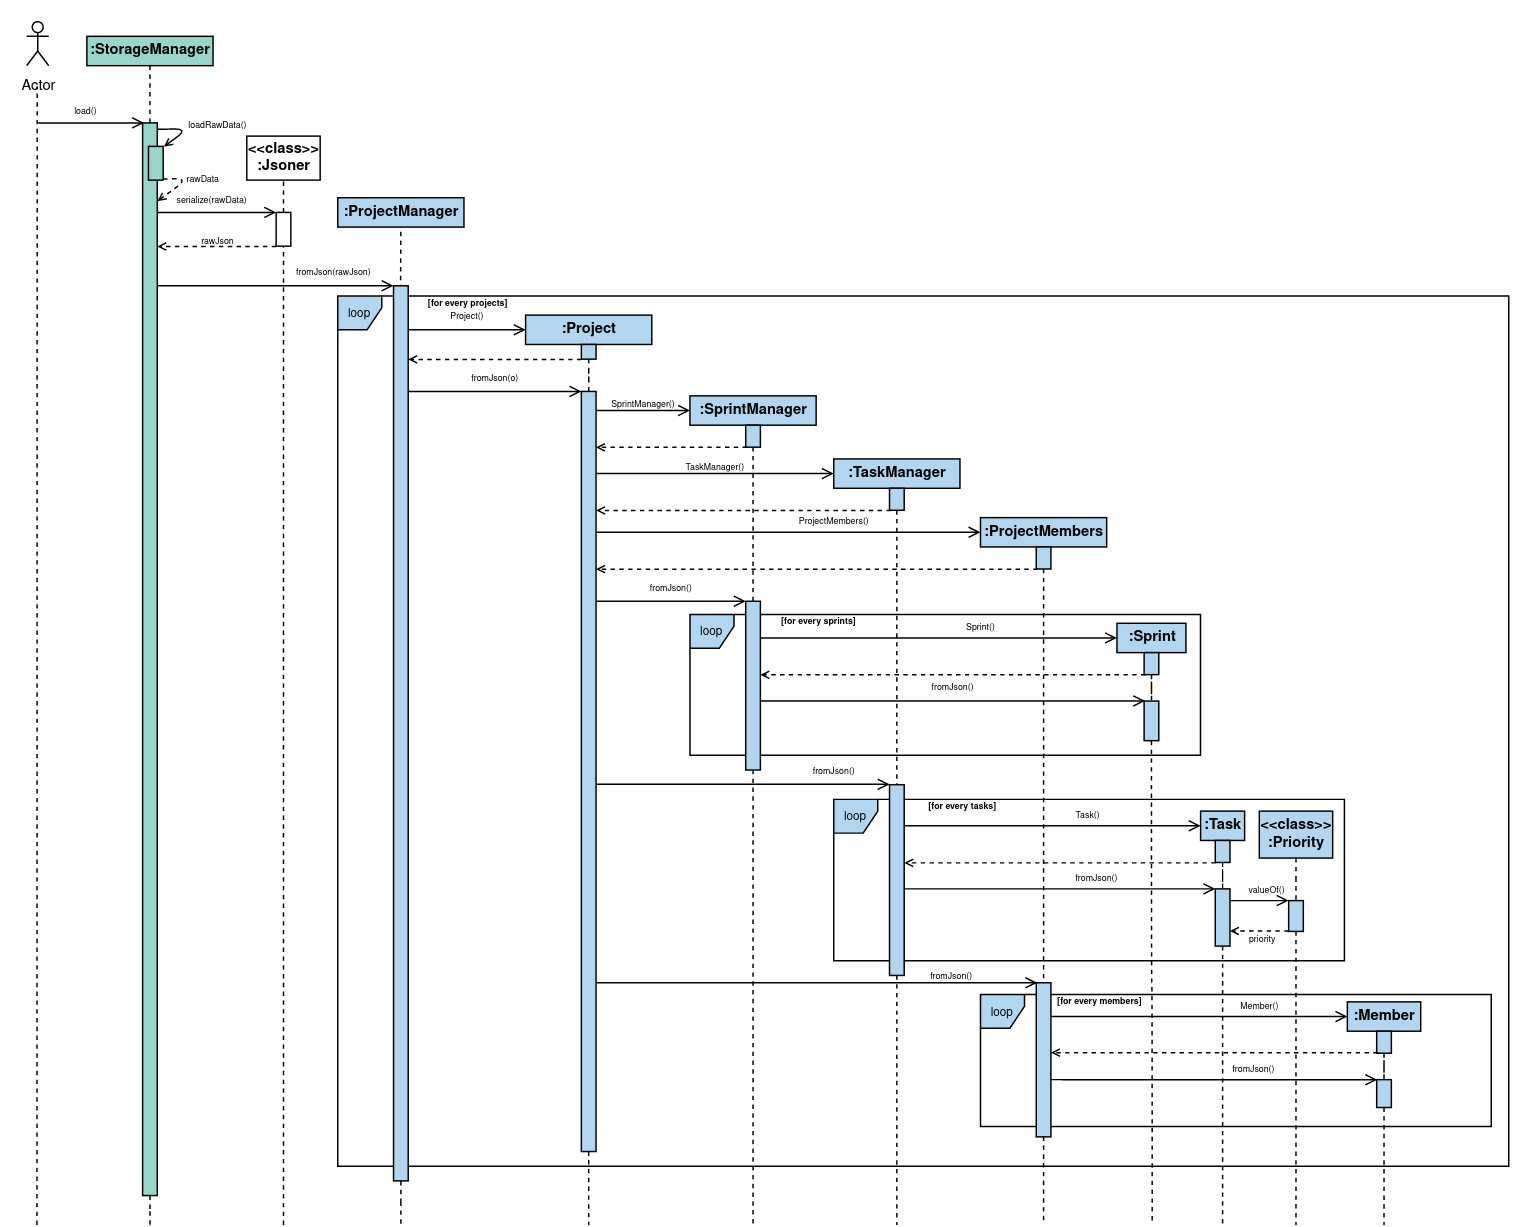 Actor
:StorageManager
load()
loadRawData()
<<class>>
:Jsoner
rawData
serialize(rawData)
:ProjectManager
rawJson
fromJson(rawJson)
loop
[for every projects]
Project()
:Project
fromJson(o)
SprintManager()
:SprintManager
TaskManager()
:TaskManager
ProjectMembers()
:ProjectMembers
fromJson()
loop
[for every sprints]
Sprint()
:Sprint
fromJson()
fromJson()
loop
[for every tasks]
Task()
:Task
<<class>>
:Priority
fromJson()
valueOf()
priority
fromJson()
loop
[for every members]
Member()
:Member
fromJson()